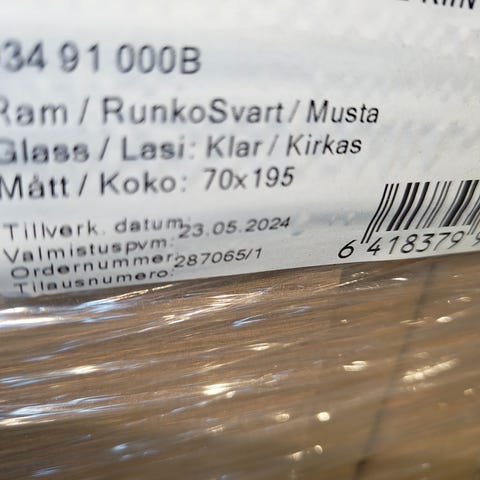 34 91 000B
Ram / RunkoSvart / Musta
Glass / Lasi: Klar / Kirkas
Mått / Koko: 70x195
Tillverk. datum: 23.05.2024
Valmistuspvm:
Ordernummer: 287065/1
Tilausnumero:
6 418379